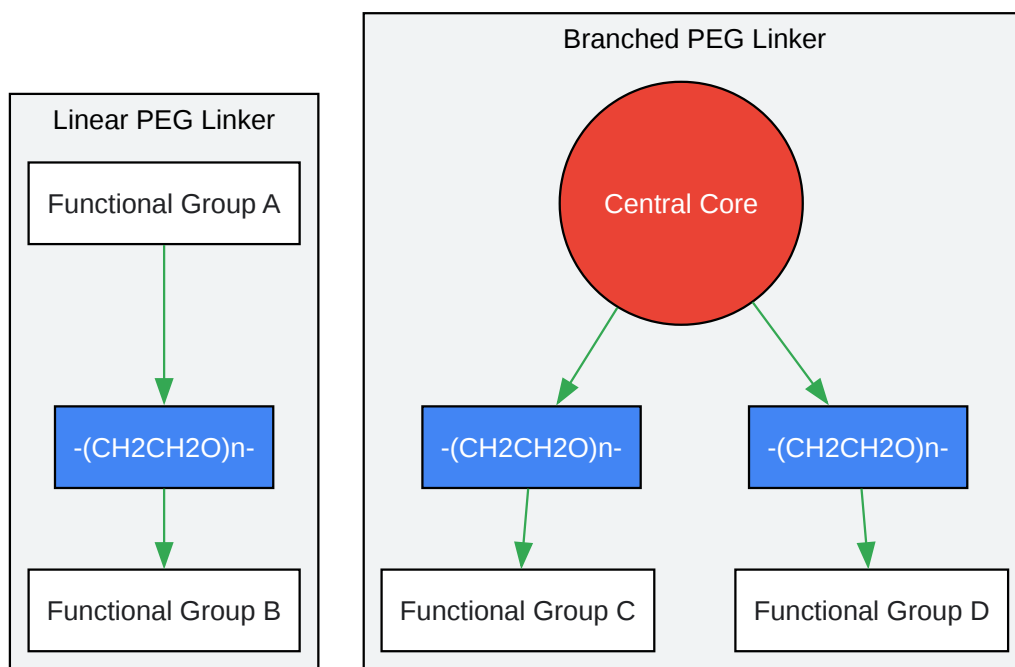 Linear PEG Linker
Functional Group A
-(CH2CH2O)n-
Functional Group B
Branched PEG Linker
Central Core
-(CH2CH2O)n-
-(CH2CH2O)n-
Functional Group C
Functional Group D